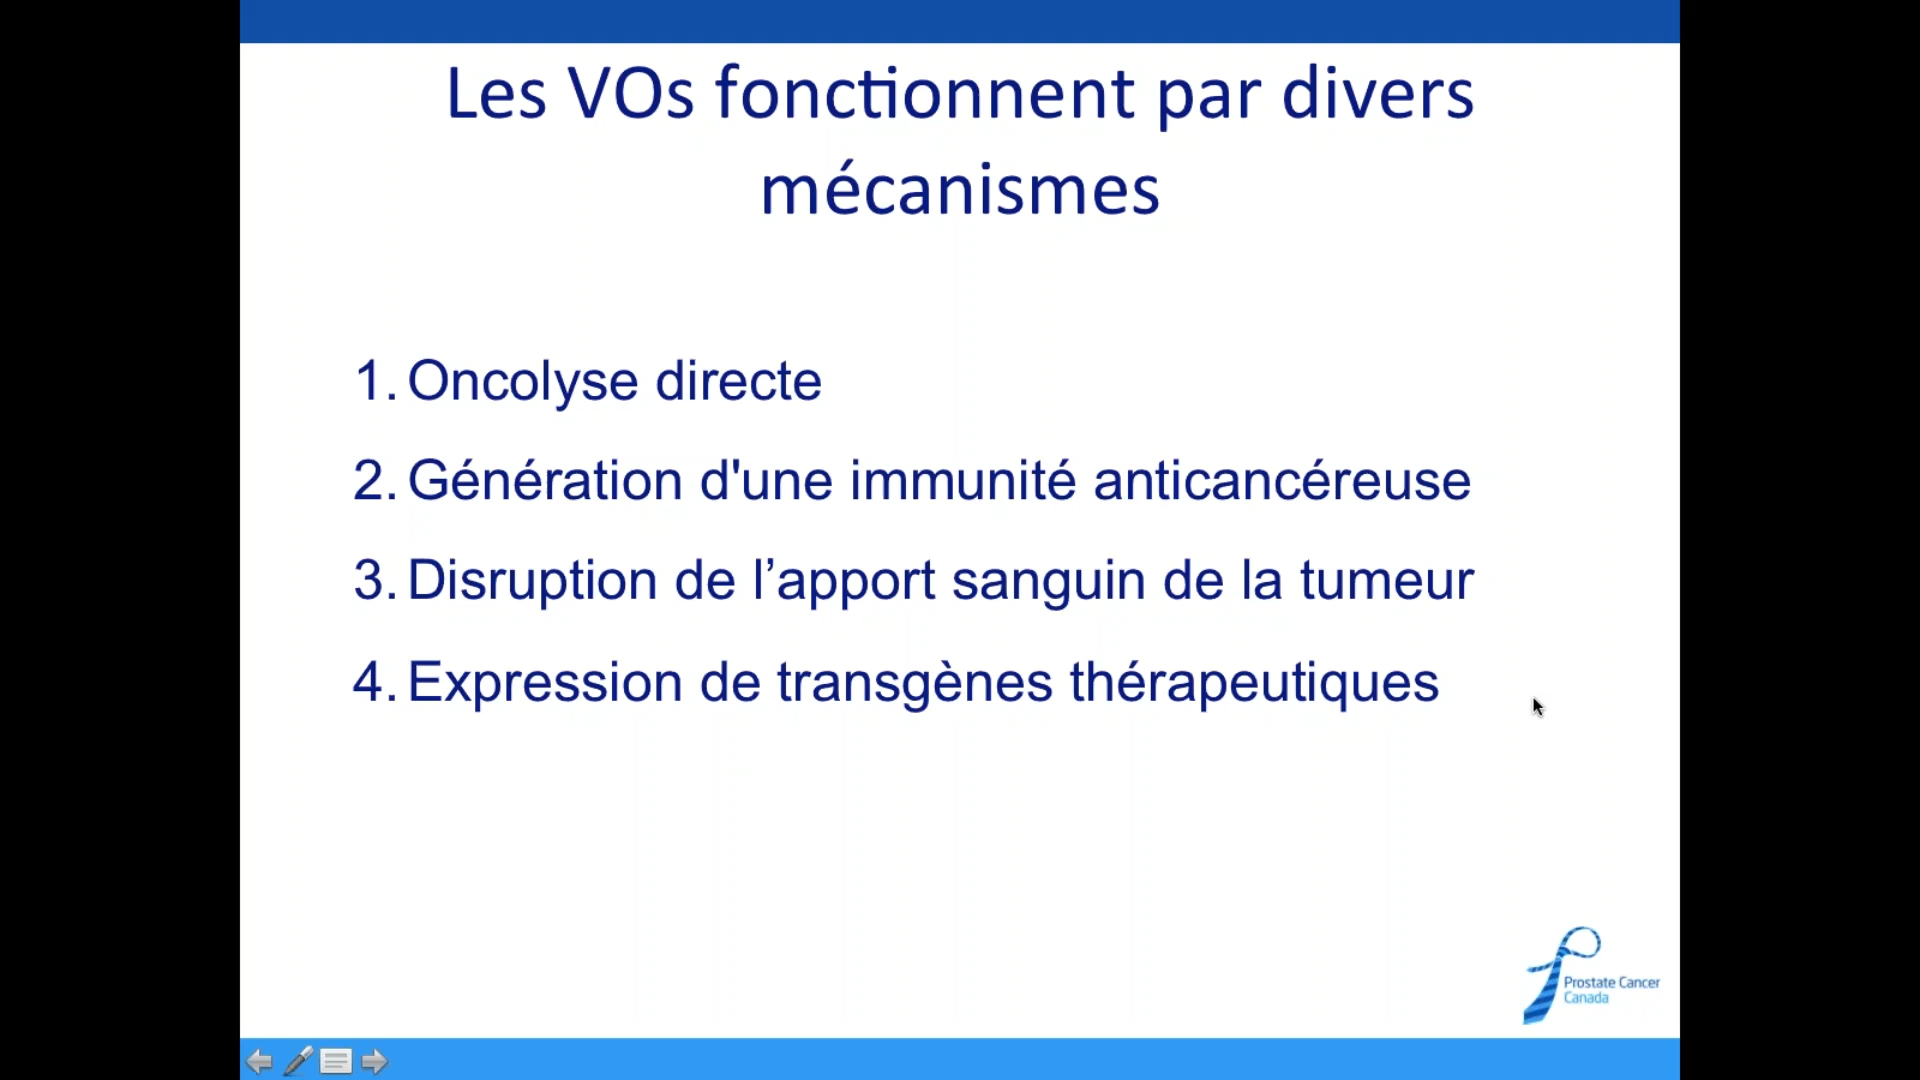 Les VOs fonctionnent par divers
mécanismes
1. Oncolyse directe
2. Génération d'une immunité anticancéreuse
3. Disruption de l’apport sanguin de la tumeur
4. Expression de transgènes thérapeutiques
Prostate Cancer
Canada